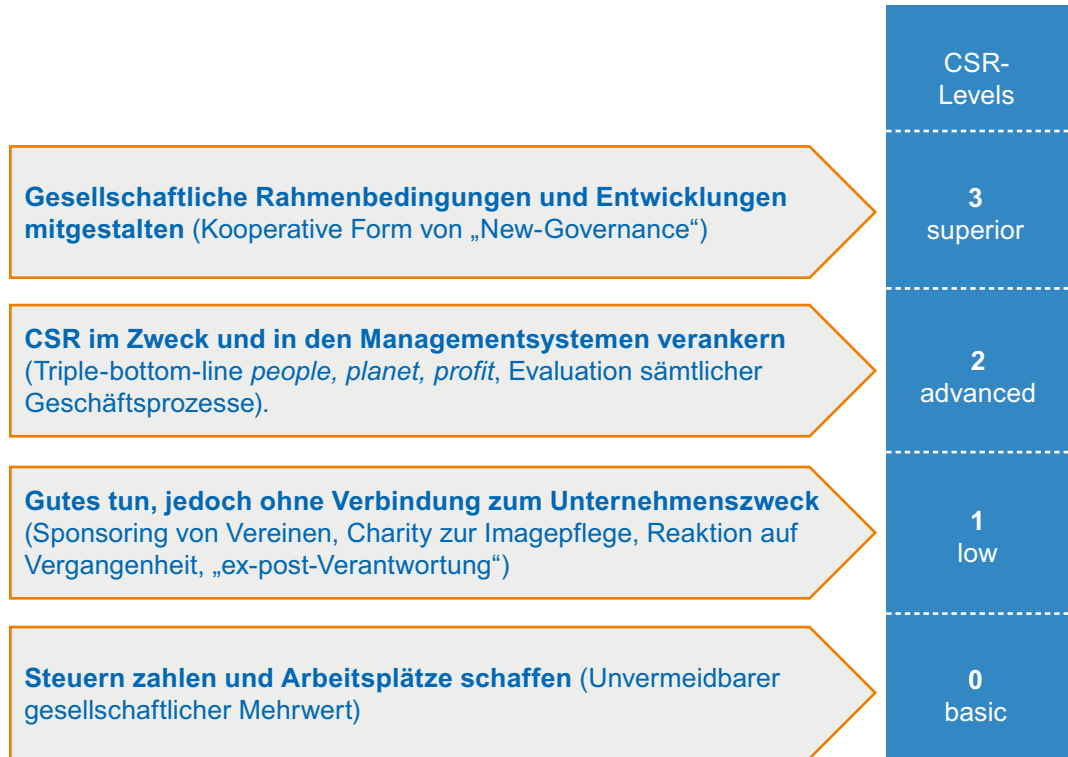 CSR-
Levels
Gesellschaftliche Rahmenbedingungen und Entwicklungen
mitgestalten (Kooperative Form von „New-Governance“)
3
superior
CSR im Zweck und in den Managementsystemen verankern
(Triple-bottom-line people, planet, profit, Evaluation sämtlicher
Geschäftsprozesse).
2
advanced
Gutes tun, jedoch ohne Verbindung zum Unternehmenszweck
(Sponsoring von Vereinen, Charity zur Imagepflege, Reaktion auf
Vergangenheit, „ex-post-Verantwortung“)
1
low
Steuern zahlen und Arbeitsplätze schaffen (Unvermeidbarer
gesellschaftlicher Mehrwert)
0
basic